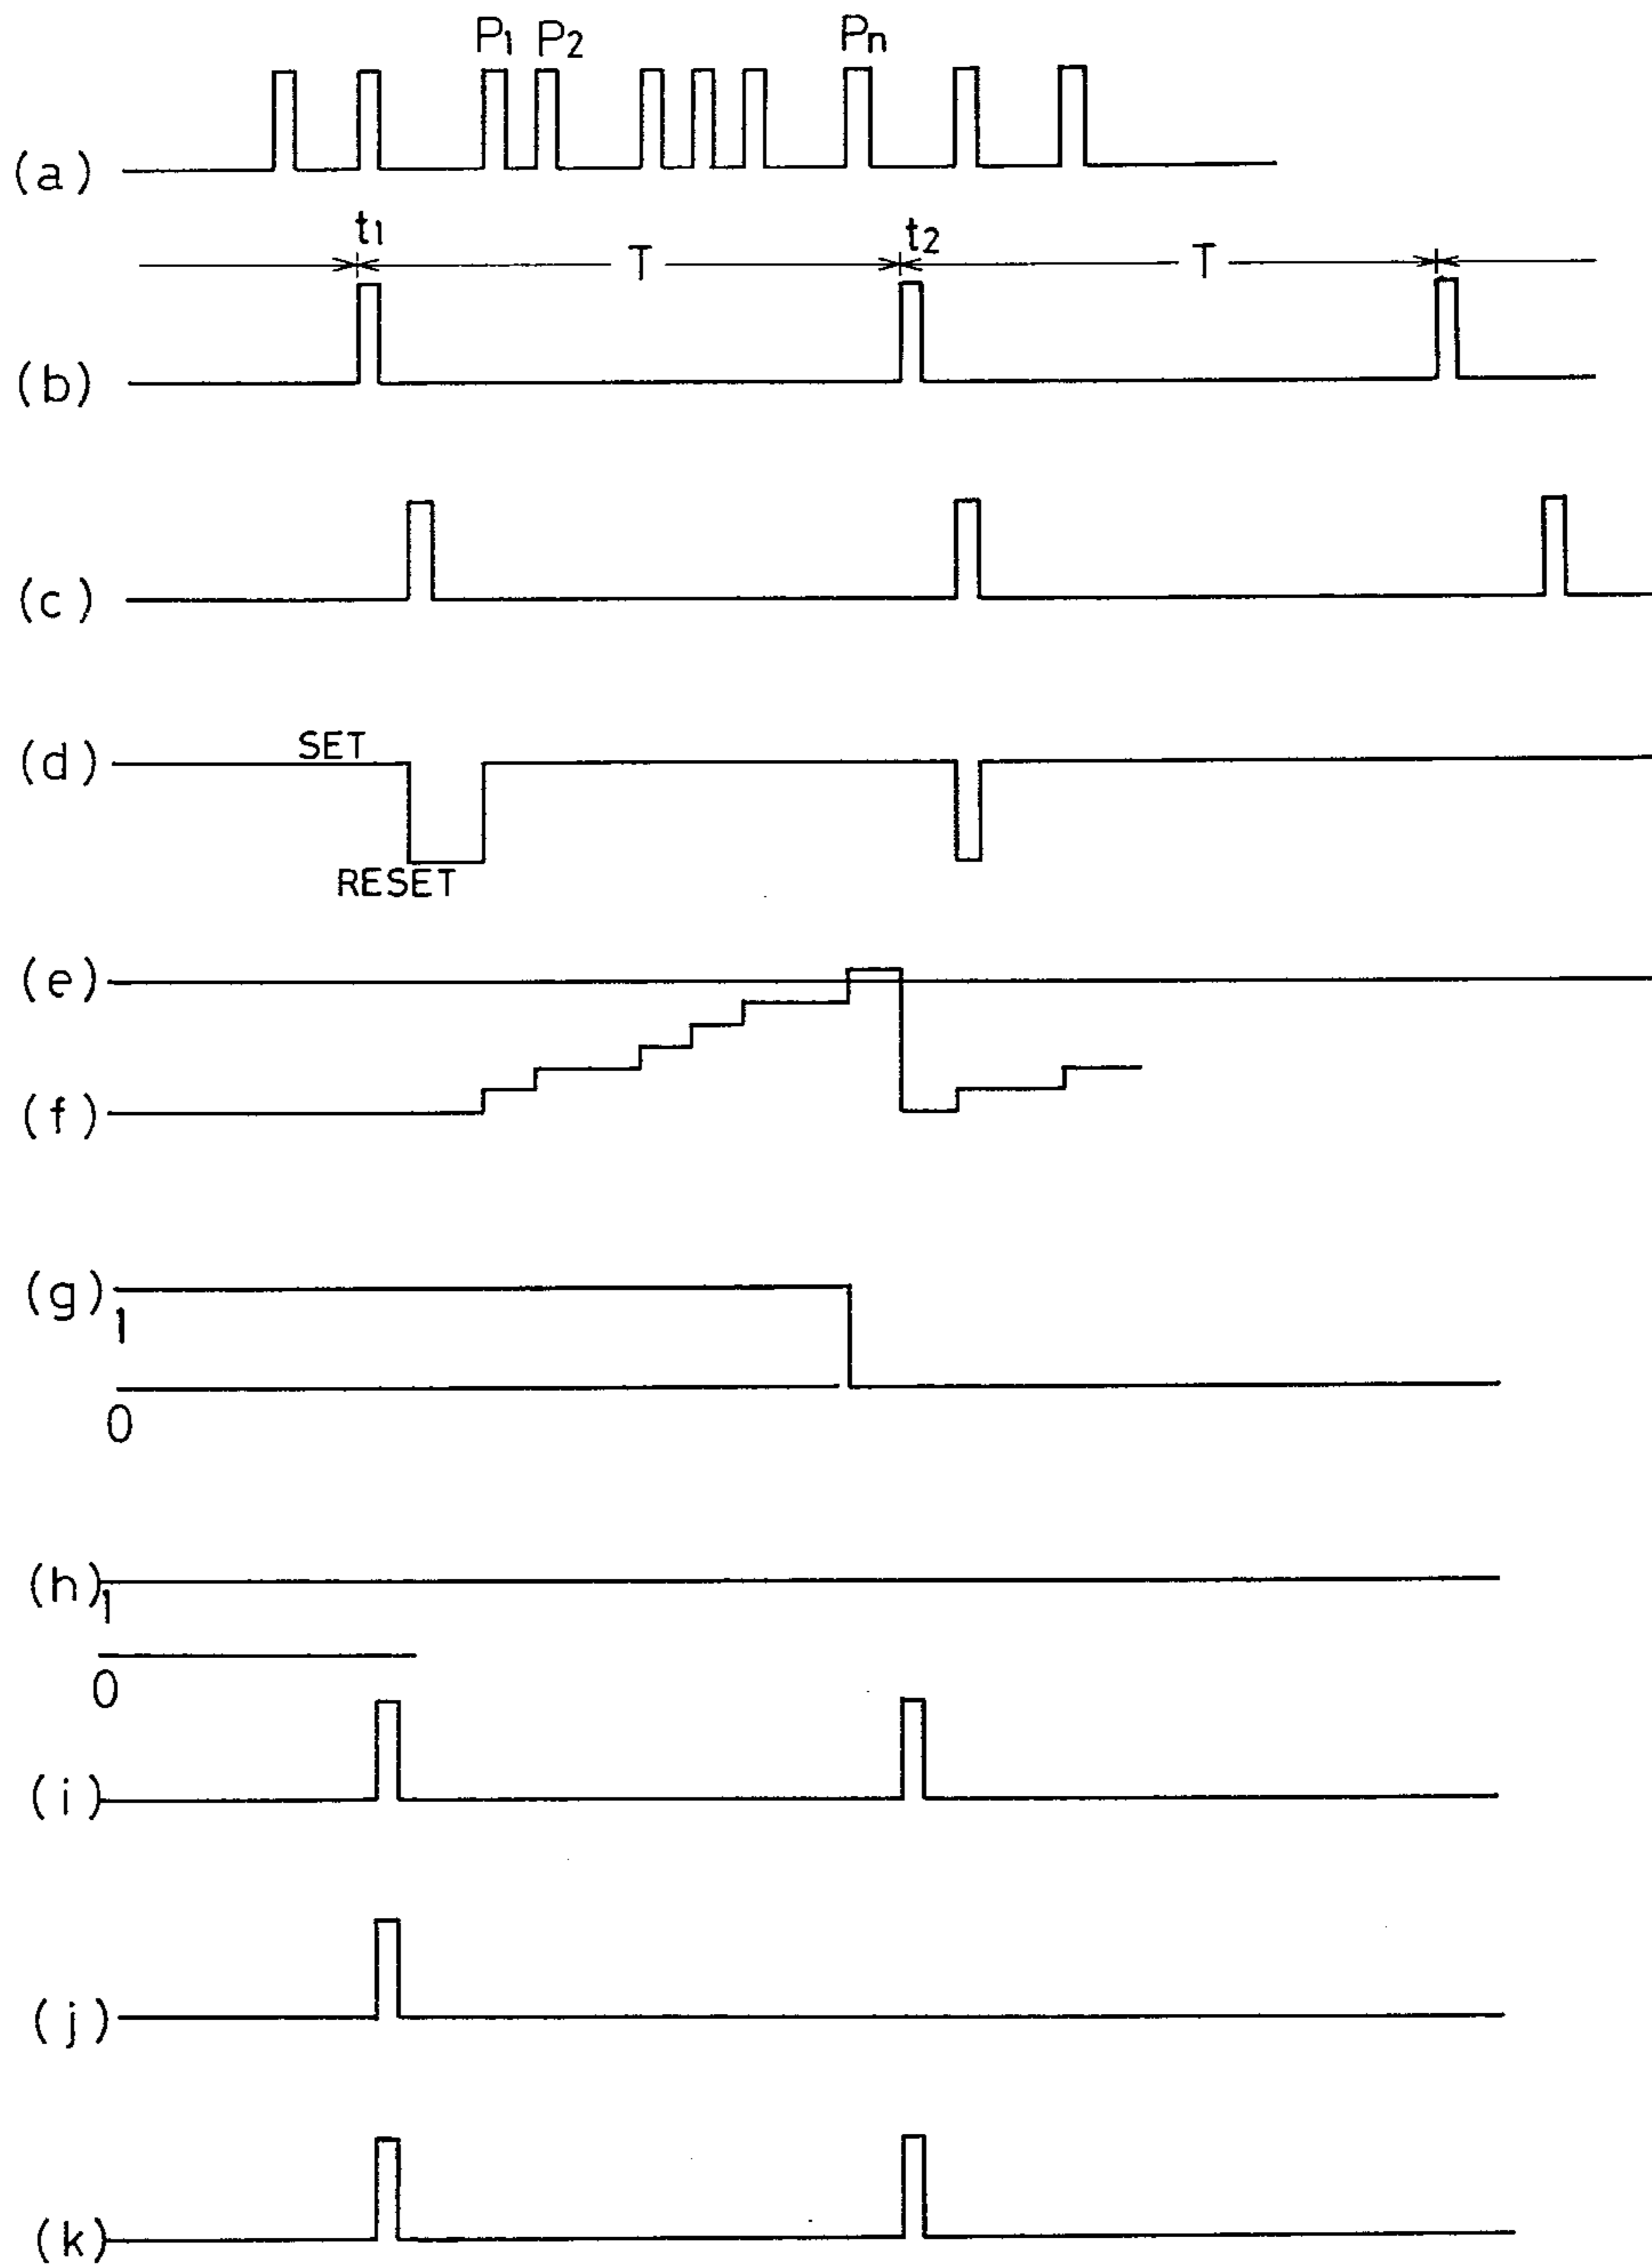 P1 P2 Pn
(a)
t1 T t2 T
(b)
(c)
(d) SET
RESET
(e)
(f)
(g)
1
0
(h)
1
0
(i)
(j)
(k)